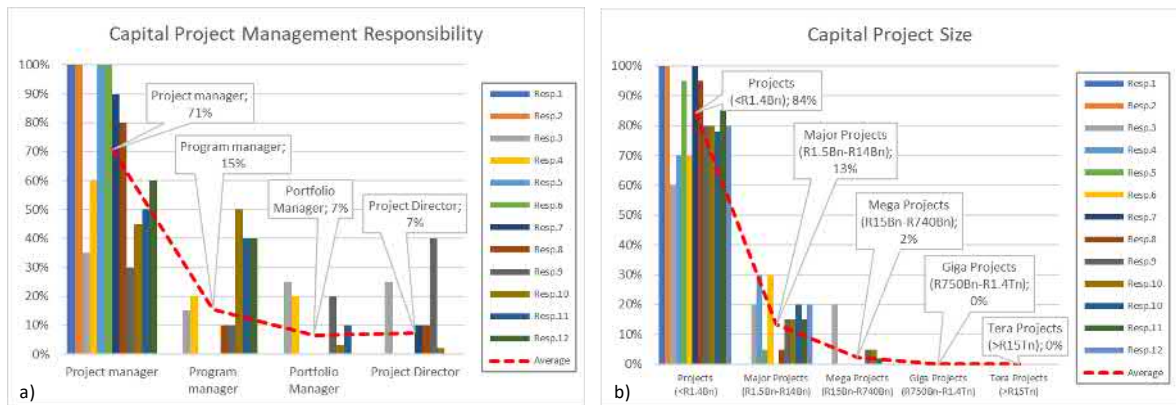 Capital Project Management Responsibility
100%
90%
80%
70%
60%
50%
40%
30%
20%
10%
0%
Project manager;
71%
Program manager;
15%
Portfolio
Manager; 7%
Project Director;
7%
Project manager
Program
manager
Portfolio
Manager
Project Director
Resp.1
Resp.2
Resp.3
Resp.4
Resp.5
Resp.6
Resp.7
Resp.8
Resp.9
Resp.10
Resp.11
Resp.12
Average
a)
Capital Project Size
100%
90%
80%
70%
60%
50%
40%
30%
20%
10%
0%
Projects
(<R1.4Bn); 84%
Major Projects
(R1.5Bn-R14Bn);
13%
Mega Projects
(R15Bn-R740Bn);
2%
Giga Projects
(R750Bn-R1.4Tn);
0%
Tera Projects
(>R15Tn); 0%
Projects
(<R1.4Bn)
Major Projects
(R1.5Bn-R14Bn)
Mega Projects
(R15Bn-R740Bn)
Giga Projects
(R750Bn-R1.4Tn)
Tera Projects
(>R15Tn)
Resp.1
Resp.2
Resp.3
Resp.4
Resp.5
Resp.6
Resp.7
Resp.8
Resp.9
Resp.10
Resp.10
Resp.11
Resp.12
Average
b)